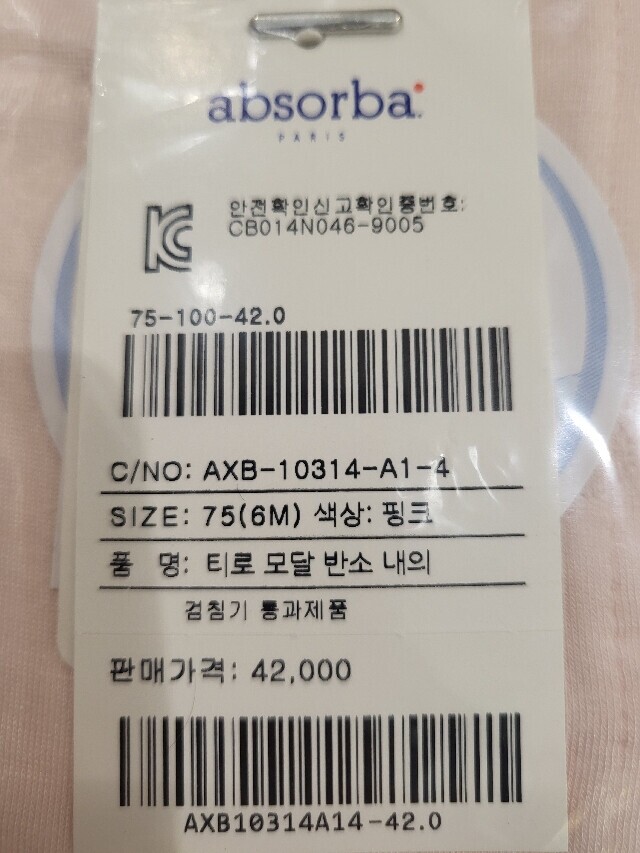 absorba
PARIS
안전확인신고확인증번호:
CB014N046-9005
75-100-42.0
C/NO: AXB-10314-A1-4
SIZE: 75(6M) 색상: 핑크
품 명: 티로 모달 반소 내의
검침기 통과제품
판매가격: 42,000
AXB10314A14-42.0